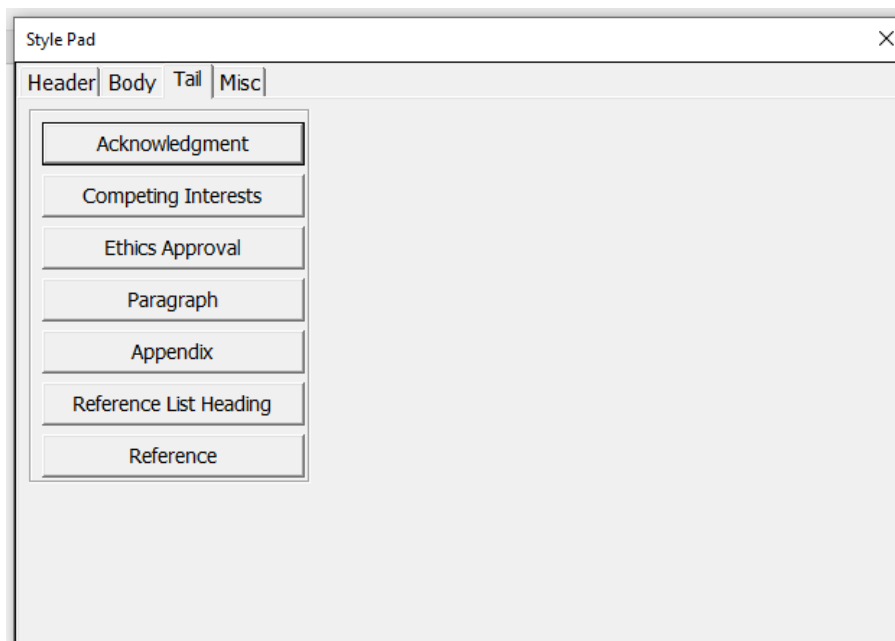 Style Pad
Header Body Tail Misc
Acknowledgment
Competing Interests
Ethics Approval
Paragraph
Appendix
Reference List Heading
Reference